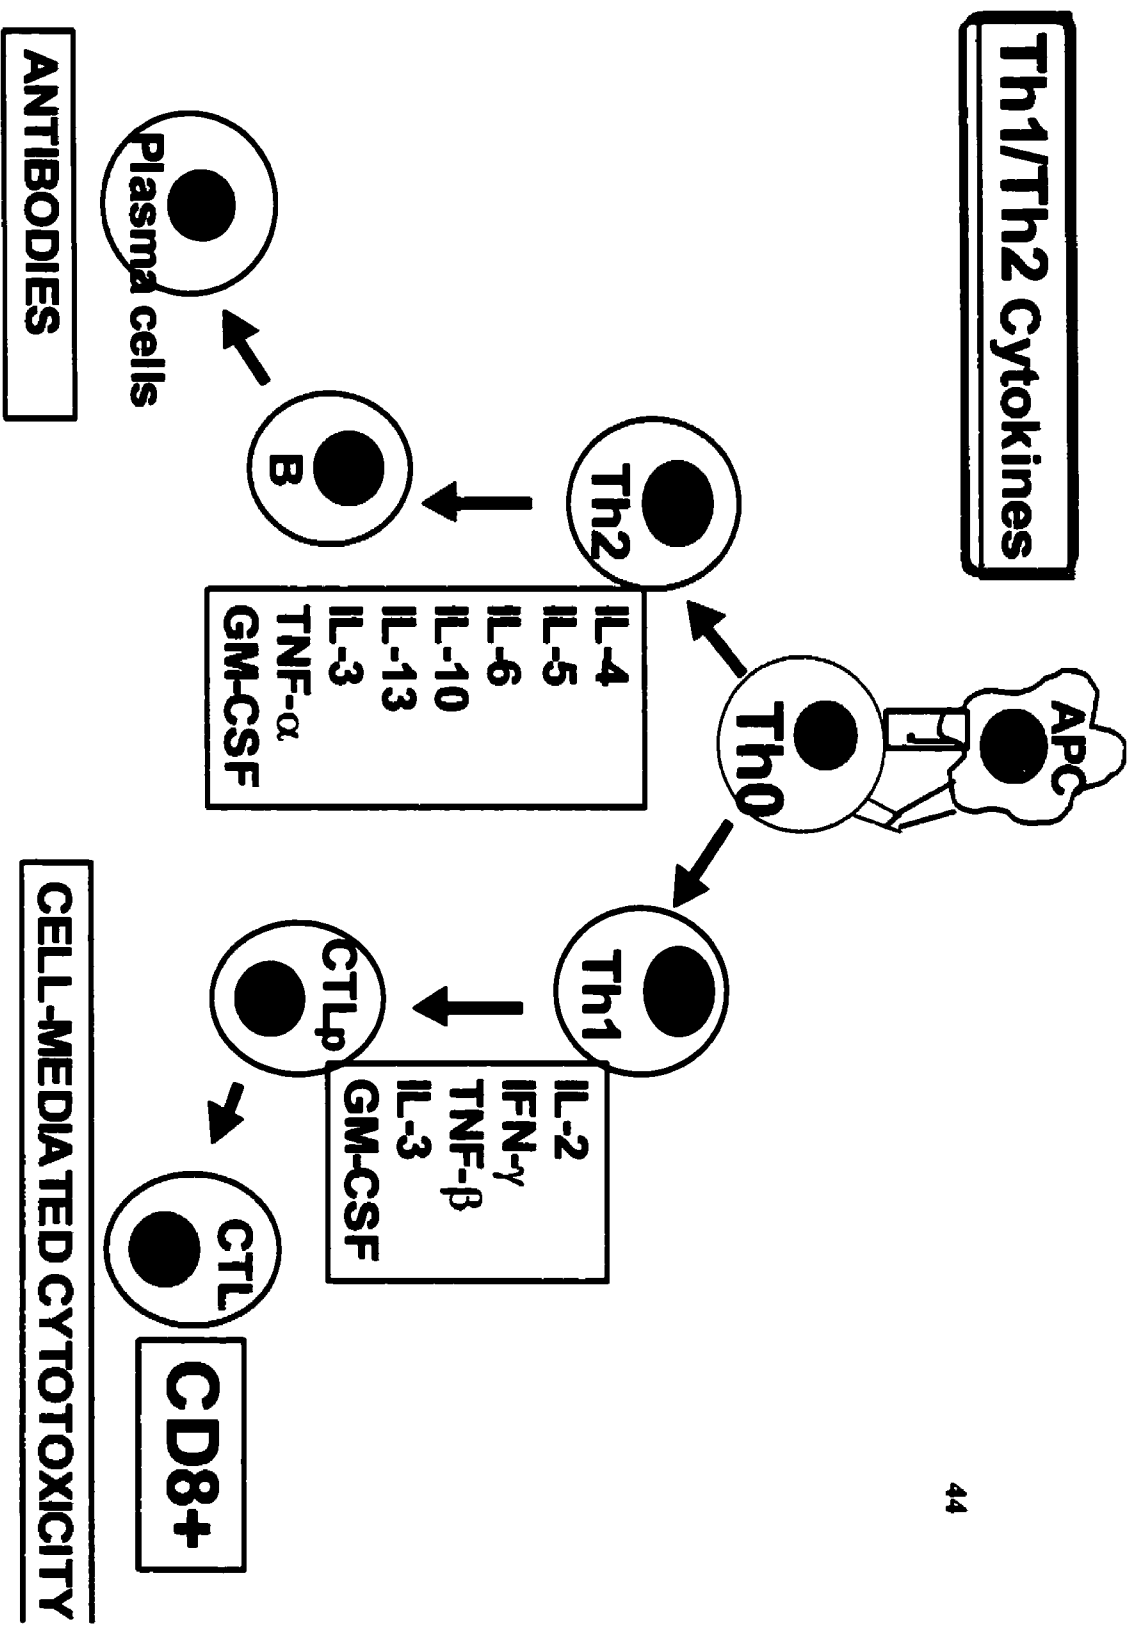 44
Th1/Th2 Cytokines
APC
Th0
Th2
IL-4
IL-5
IL-6
IL-10
IL-13
IL-3
TNF-α
GM-CSF
B
Plasma cells
ANTIBODIES
Th1
IL-2
IFN-γ
TNF-β
IL-3
GM-CSF
CTLp
CTL
CD8+
CELL-MEDIATED CYTOTOXICITY